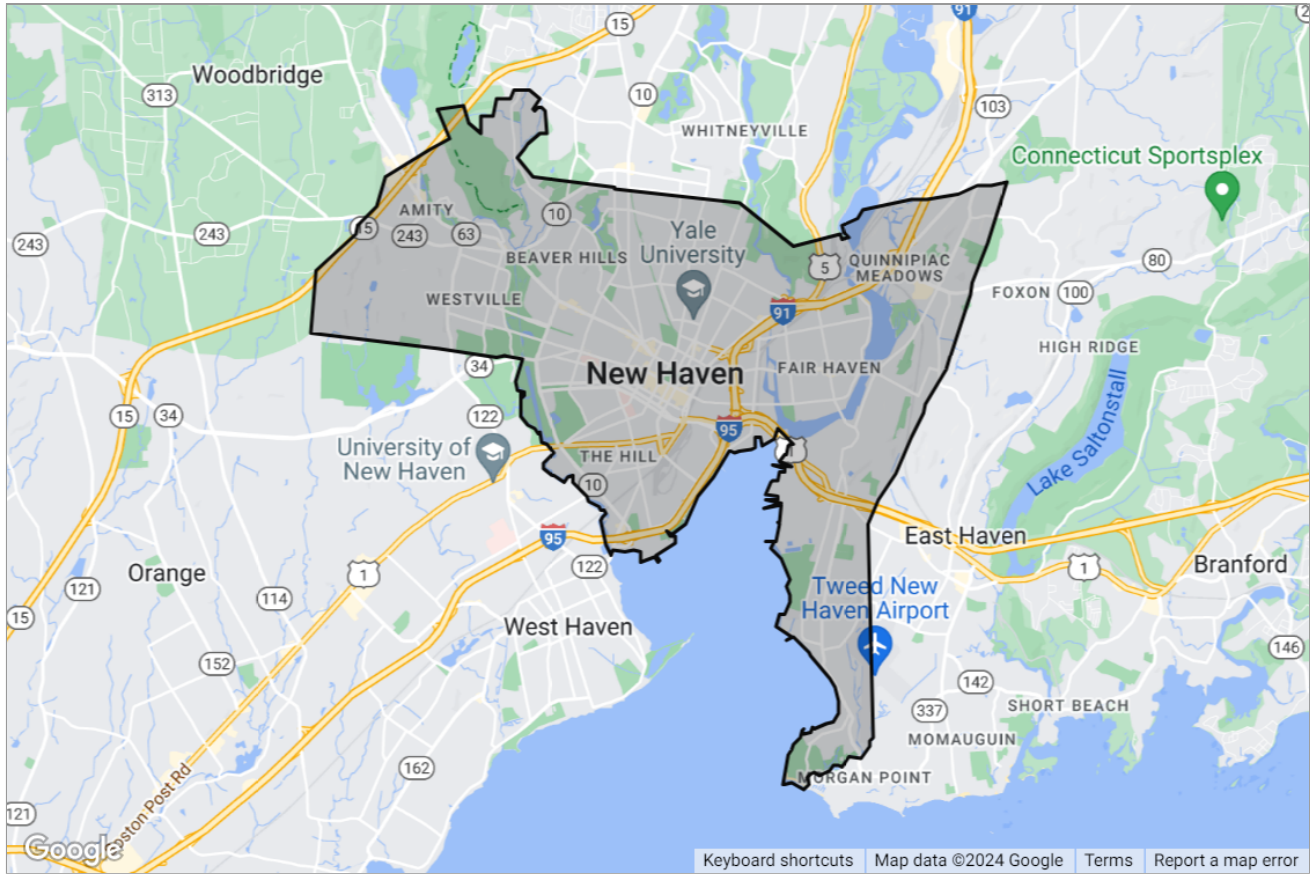 15
91
Woodbridge
313
10
103
WHITNEYVILLE
Connecticut Sportsplex
AMITY
10
243
243
15
243
63
Yale
University
BEAVER HILLS
5
QUINNIPIAC
MEADOWS
80
WESTVILLE
FOXON
100
91
HIGH RIDGE
34
New Haven
FAIR HAVEN
15
34
122
95
Lake Saltonstall
University of
New Haven
THE HILL
1
10
95
East Haven
Orange
1
122
1
Branford
121
114
Tweed New
Haven Airport
15
West Haven
146
152
142
SHORT BEACH
337
MOMAUGUIN
162
MORGAN POINT
Boston Post Rd
121
Google
Keyboard shortcuts
Map data ©2024 Google
Terms
Report a map error